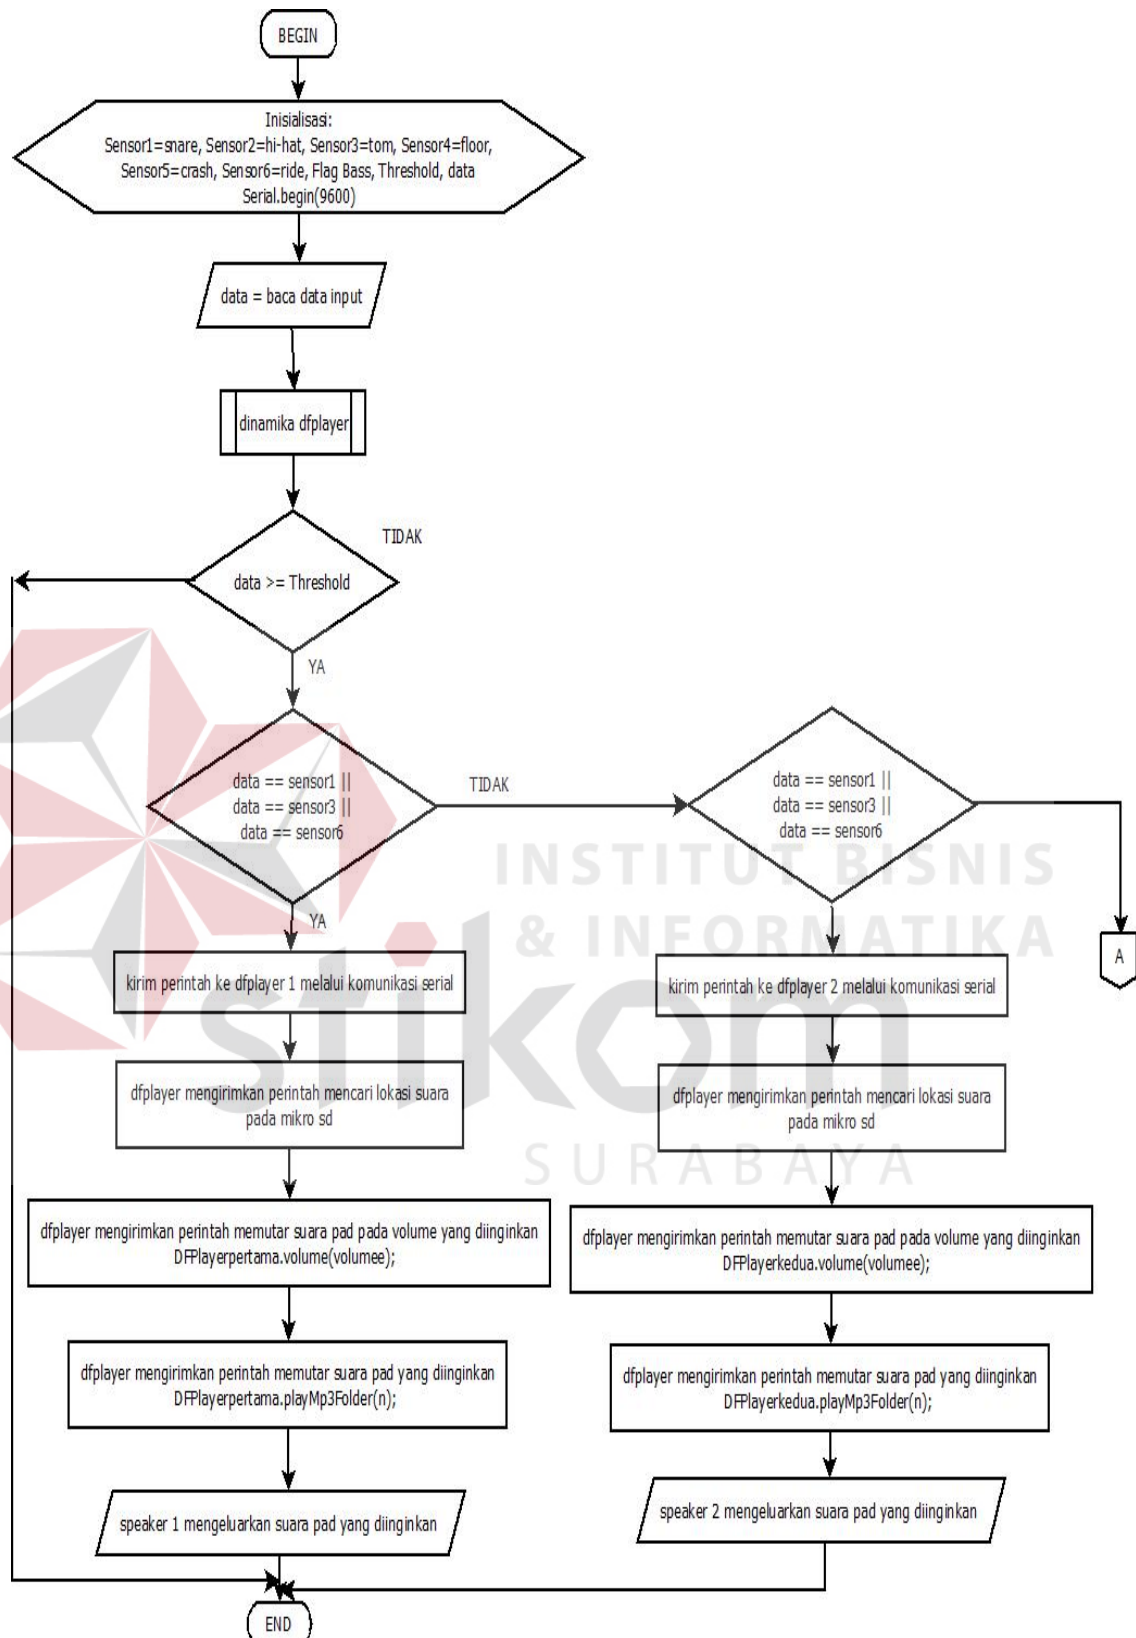 BEGIN
Inisialisasi:
Sensor1=snare, Sensor2=hi-hat, Sensor3=tom, Sensor4=floor,
Sensor5=crash, Sensor6=ride, Flag Bass, Threshold, data
Serial.begin(9600)
data = baca data input
dinamika dfplayer
TIDAK
data >= Threshold
YA
data == sensor1 ||
data == sensor3 ||
data == sensor6
TIDAK
data == sensor1 ||
data == sensor3 ||
data == sensor6
YA
A
INSTITUT BISNIS
& INFORMATIKA
stikom
SURABAYA
kirim perintah ke dfplayer 1 melalui komunikasi serial
dfplayer mengirimkan perintah mencari lokasi suara
pada mikro sd
dfplayer mengirimkan perintah memutar suara pad pada volume yang diinginkan
DFPlayerpertama.volume(volumee);
dfplayer mengirimkan perintah memutar suara pad yang diinginkan
DFPlayerpertama.playMp3Folder(n);
speaker 1 mengeluarkan suara pad yang diinginkan
kirim perintah ke dfplayer 2 melalui komunikasi serial
dfplayer mengirimkan perintah mencari lokasi suara
pada mikro sd
dfplayer mengirimkan perintah memutar suara pad pada volume yang diinginkan
DFPlayerkedua.volume(volumee);
dfplayer mengirimkan perintah memutar suara pad yang diinginkan
DFPlayerkedua.playMp3Folder(n);
speaker 2 mengeluarkan suara pad yang diinginkan
END